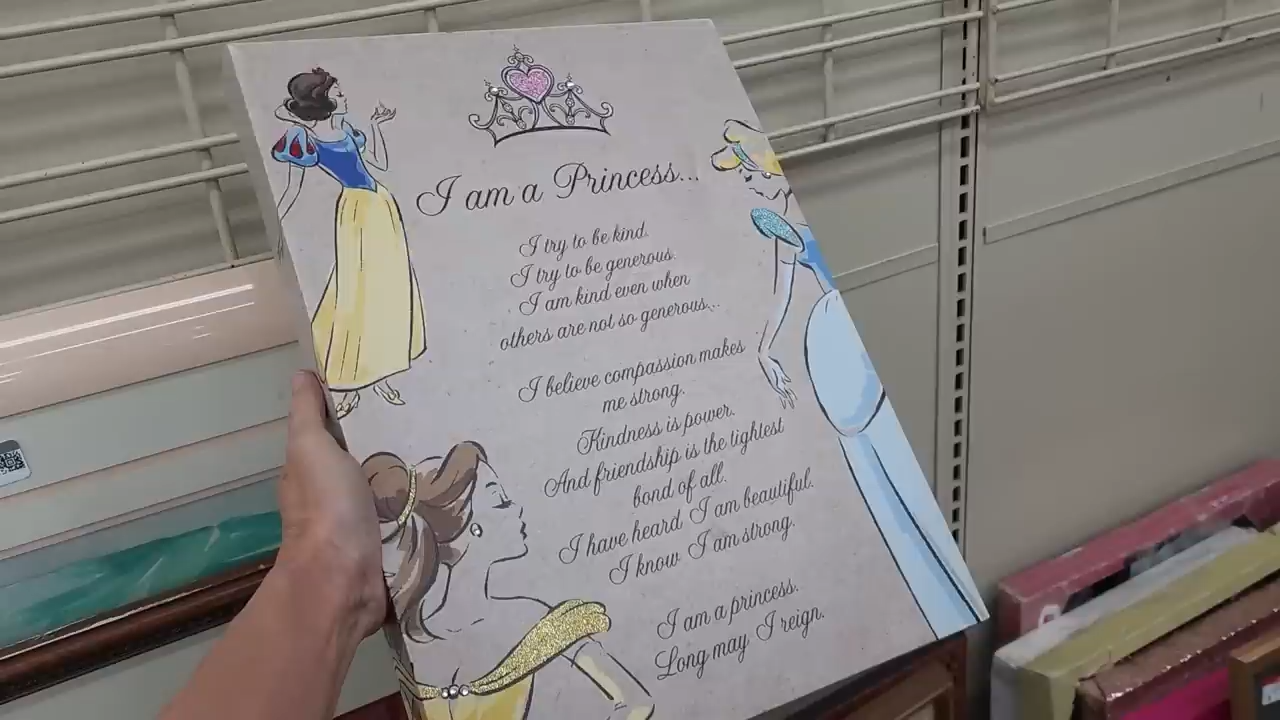 I am a Princess...
I try to be kind.
I try to be generous.
I am kind even when
others are not so generous...
I believe compassion makes
me strong.
Kindness is power.
And friendship is the tightest
bond of all.
I have heard I am beautiful.
I know I am strong.
I am a princess.
Long may I reign.